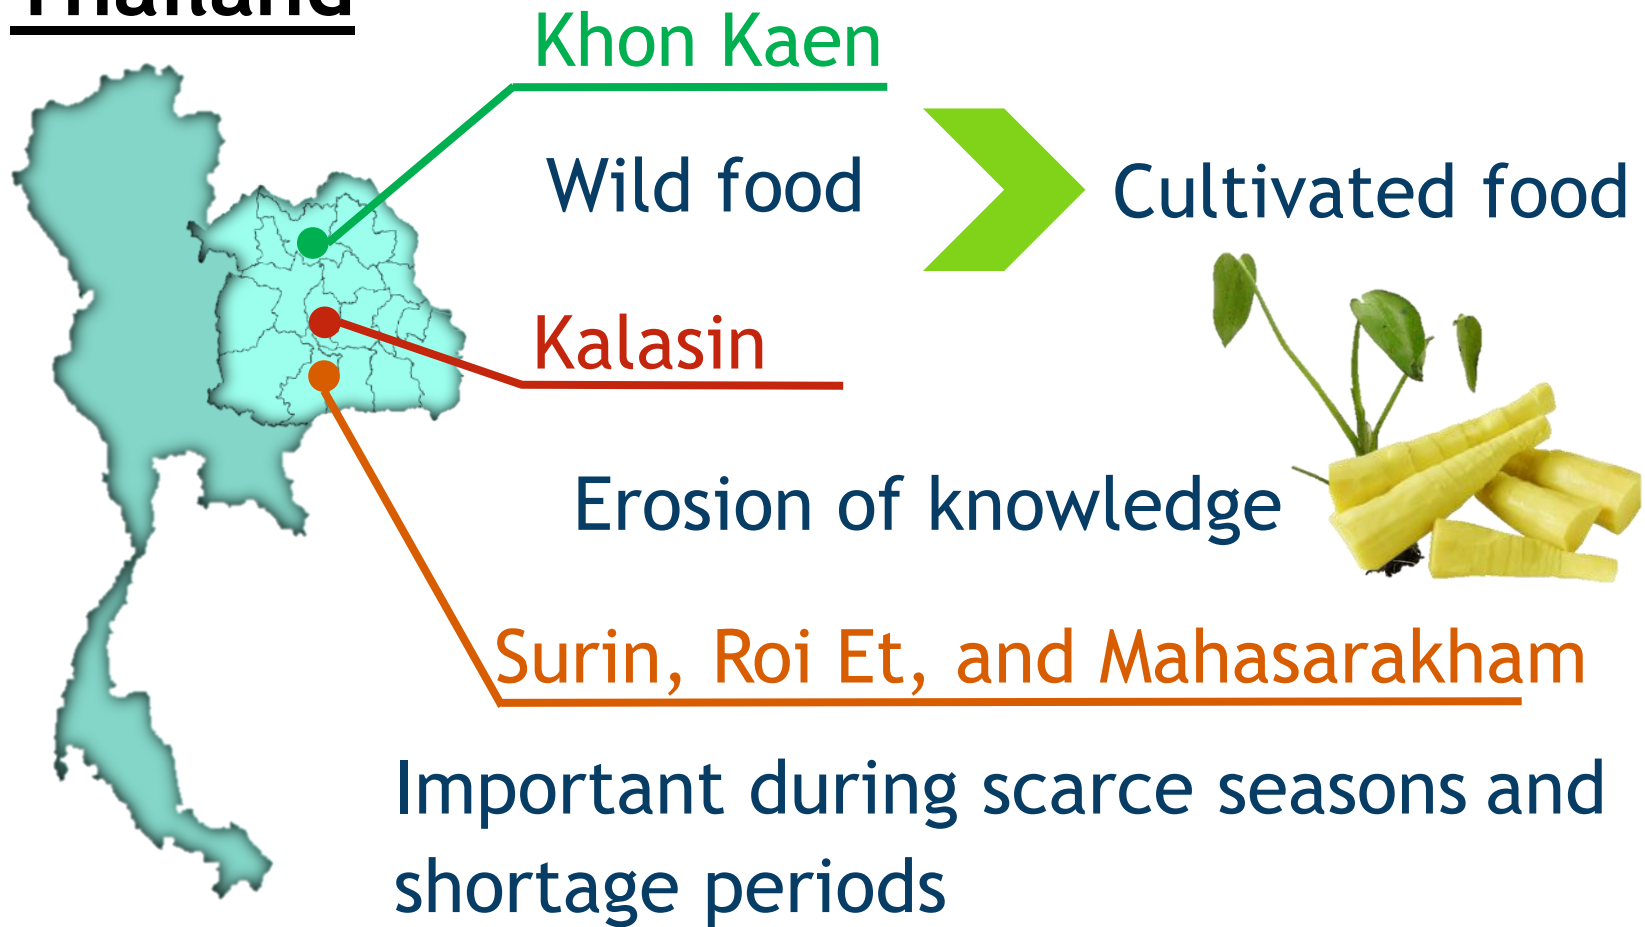 Thailand
Khon Kaen
Wild food
Cultivated food
Kalasin
Erosion of knowledge
Surin, Roi Et, and Mahasarakham
Important during scarce seasons and
shortage periods